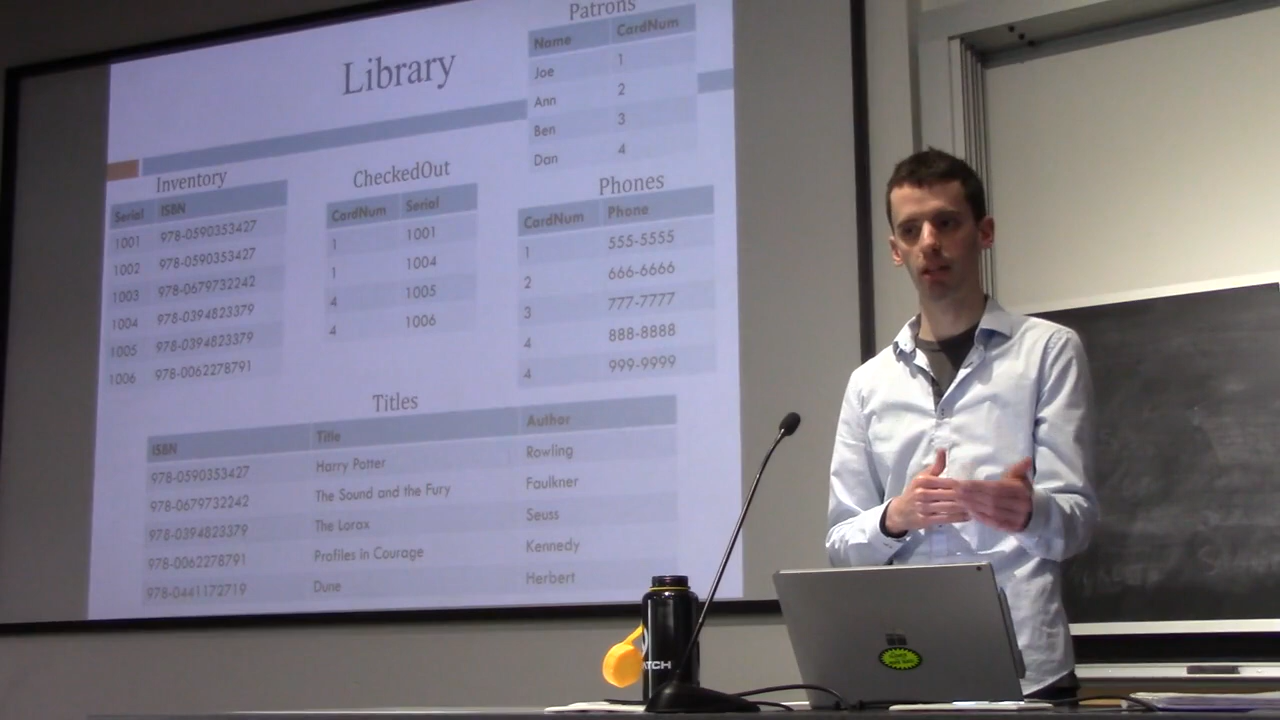 Library
Patrons
Name CardNum
Joe 1
Ann 2
Ben 3
Dan 4
Inventory
Serial ISBN
1001 978-0590353427
1002 978-0590353427
1003 978-0679732242
1004 978-0394823379
1005 978-0394823379
1006 978-0062278791
CheckedOut
CardNum Serial
1 1001
1 1004
4 1005
4 1006
Phones
CardNum Phone
1 555-5555
2 666-6666
3 777-7777
4 888-8888
4 999-9999
Titles
ISBN Title Author
978-0590353427 Harry Potter Rowling
978-0679732242 The Sound and the Fury Faulkner
978-0394823379 The Lorax Seuss
978-0062278791 Profiles in Courage Kennedy
978-0441172719 Dune Herbert
ATCH